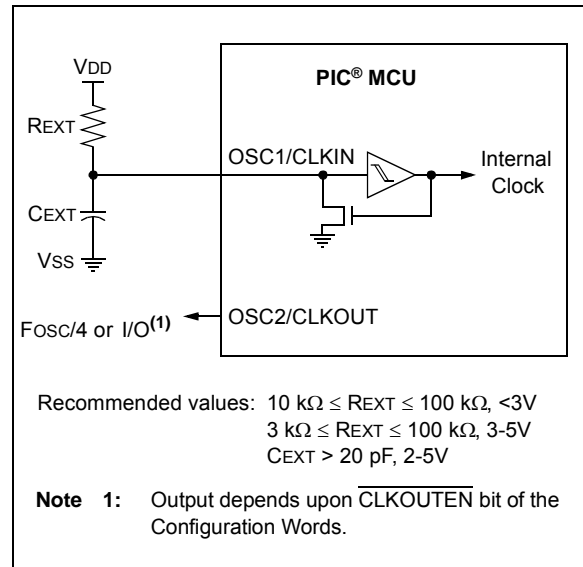 VDD
PIC® MCU
REXT
OSC1/CLKIN
Internal
Clock
CEXT
VSS
OSC2/CLKOUT
FOSC/4 or I/O(1)
Recommended values: 10 kΩ ≤ REXT ≤ 100 kΩ, <3V
3 kΩ ≤ REXT ≤ 100 kΩ, 3-5V
CEXT > 20 pF, 2-5V
Note 1: Output depends upon CLKOUTEN bit of the
Configuration Words.